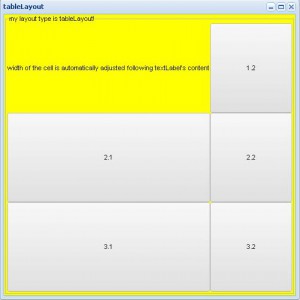 tableLayout
my layout type is tableLayout!
width of the cell is automatically adjusted following textLabel's content
1.2
2.1
2.2
3.1
3.2